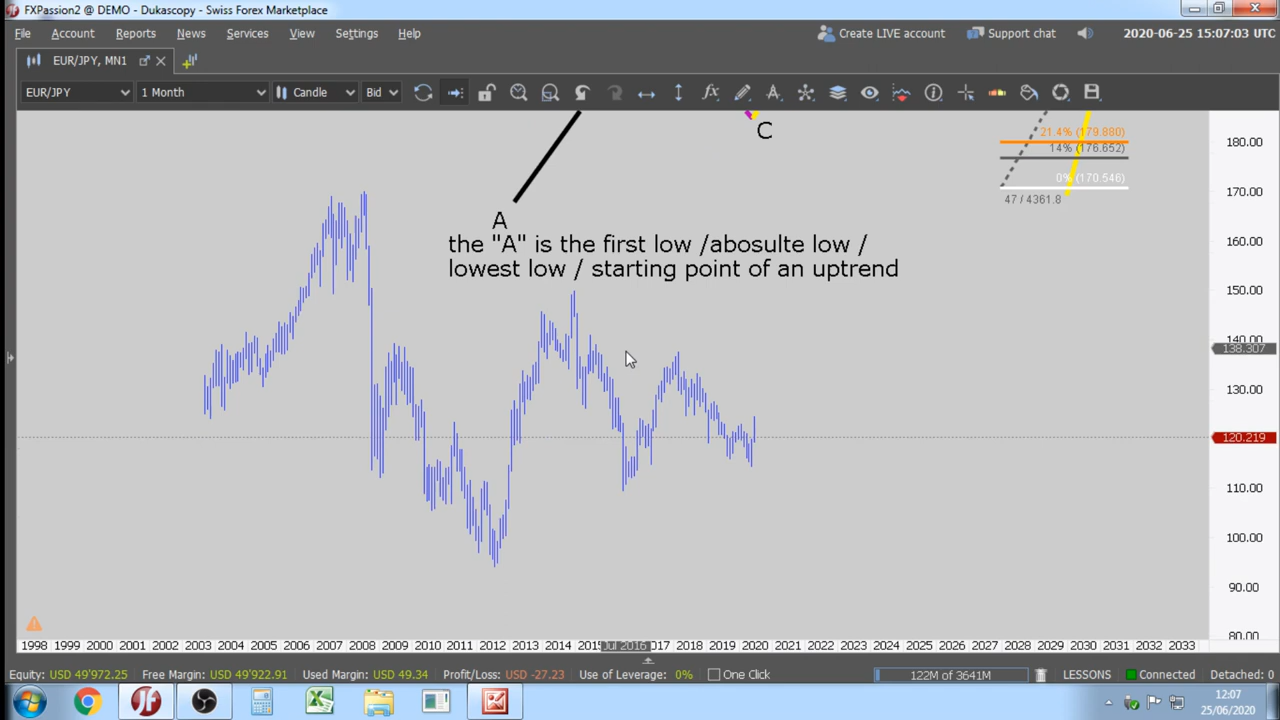 FXPassion2 @ DEMO - Dukascopy - Swiss Forex Marketplace
File Account Reports News Services View Settings Help Create LIVE account Support chat 2020-06-25 15:07:03 UTC
EUR/JPY, MN1
EUR/JPY 1 Month Candle Bid
C
21.4% (179.880)
14% (176.652)
0% (170.546)
47 / 4361.8
A
the "A" is the first low /abosulte low /
lowest low / starting point of an uptrend
180.00
170.00
160.00
150.00
140.00
138.307
130.00
120.219
110.00
100.00
90.00
80.00
1998 1999 2000 2001 2002 2003 2004 2005 2006 2007 2008 2009 2010 2011 2012 2013 2014 2015 Jul 2016 2017 2018 2019 2020 2021 2022 2023 2024 2025 2026 2027 2028 2029 2030 2031 2032 2033
Equity: USD 49'972.25 Free Margin: USD 49'922.91 Used Margin: USD 49.34 Profit/Loss: USD -27.23 Use of Leverage: 0% One Click 122M of 3641M LESSONS Connected Detached: 0
12:07
25/06/2020